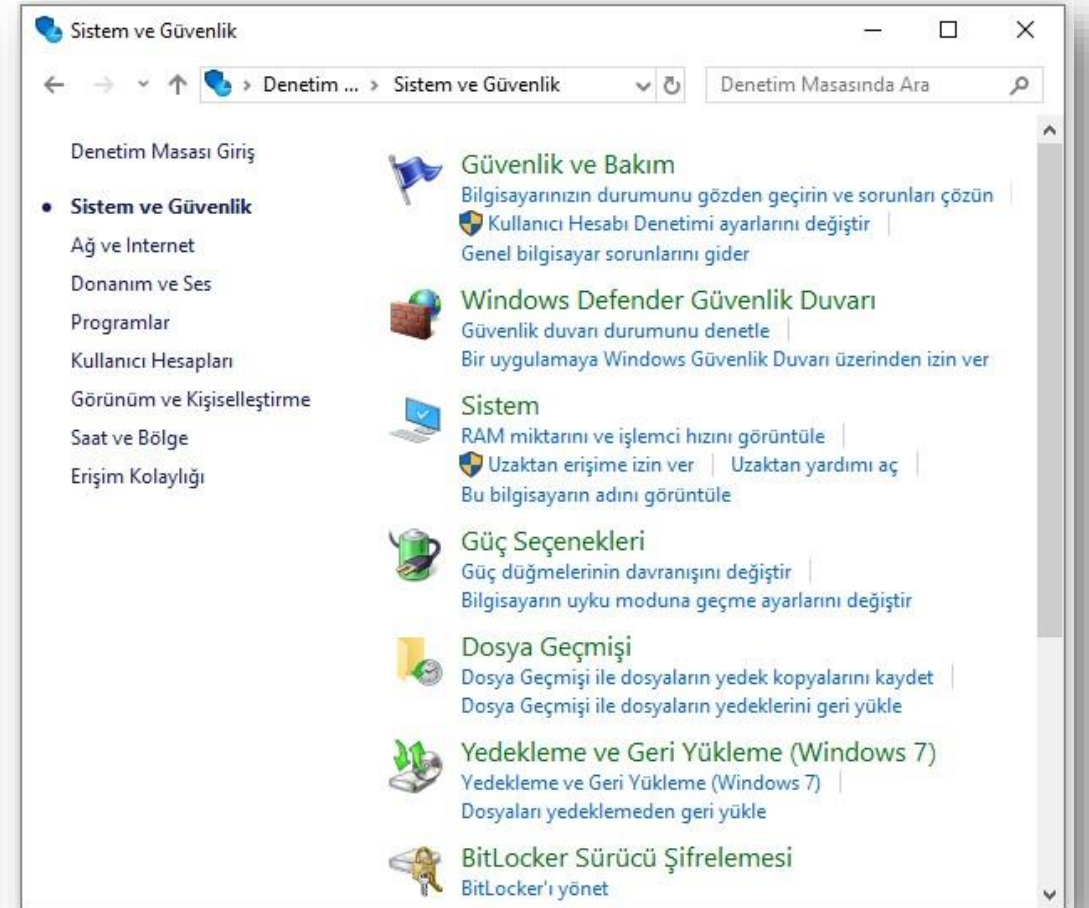 Sistem ve Güvenlik
Denetim ... > Sistem ve Güvenlik
Denetim Masasında Ara
Denetim Masası Giriş
Sistem ve Güvenlik
Ağ ve Internet
Donanım ve Ses
Programlar
Kullanıcı Hesapları
Görünüm ve Kişiselleştirme
Saat ve Bölge
Erişim Kolaylığı
Güvenlik ve Bakım
Bilgisayarınızın durumunu gözden geçirin ve sorunları çözün
Kullanıcı Hesabı Denetimi ayarlarını değiştir
Genel bilgisayar sorunlarını gider
Windows Defender Güvenlik Duvarı
Güvenlik duvarı durumunu denetle
Bir uygulamaya Windows Güvenlik Duvarı üzerinden izin ver
Sistem
RAM miktarını ve işlemci hızını görüntüle
Uzaktan erişime izin ver | Uzaktan yardımı aç
Bu bilgisayarın adını görüntüle
Güç Seçenekleri
Güç düğmelerinin davranışını değiştir
Bilgisayarın uyku moduna geçme ayarlarını değiştir
Dosya Geçmişi
Dosya Geçmişi ile dosyaların yedek kopyalarını kaydet
Dosya Geçmişi ile dosyaların yedeklerini geri yükle
Yedekleme ve Geri Yükleme (Windows 7)
Yedekleme ve Geri Yükleme (Windows 7)
Dosyaları yedeklemeden geri yükle
BitLocker Sürücü Şifrelemesi
BitLocker'ı yönet